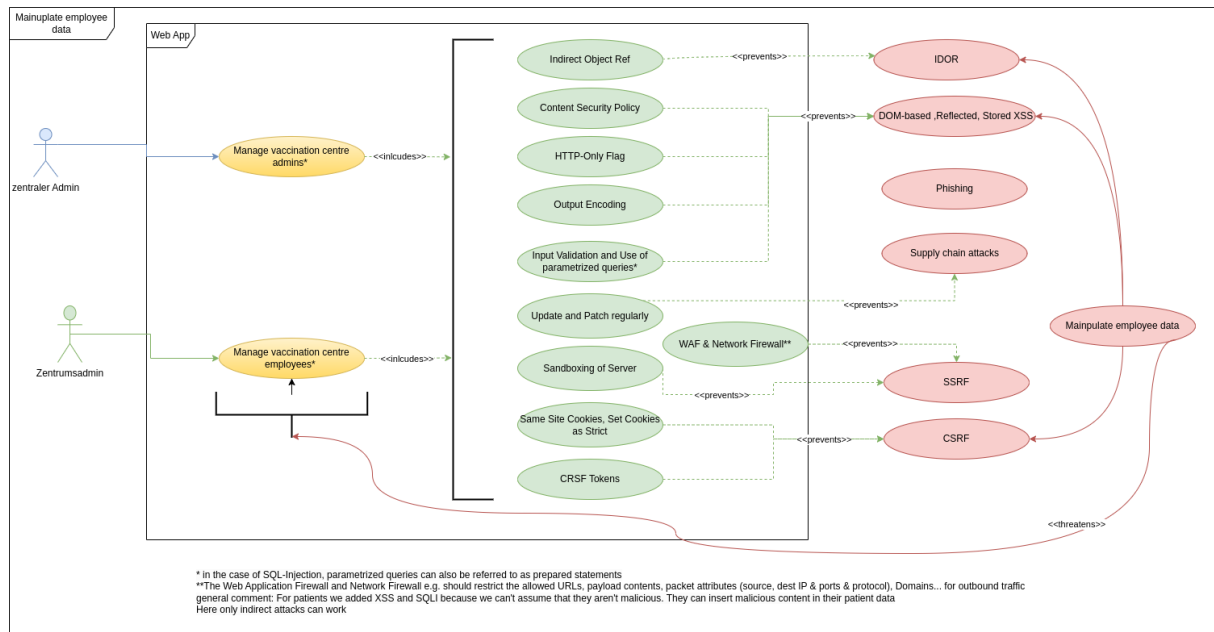 Mainuplate employee
data
Web App
Indirect Object Ref
<<prevents>>
IDOR
Content Security Policy
<<prevents>>
DOM-based ,Reflected, Stored XSS
zentraler Admin
Manage vaccination centre
admins*
<<inlcudes>>
HTTP-Only Flag
Output Encoding
Phishing
Input Validation and Use of
parametrized queries*
Supply chain attacks
Update and Patch regularly
<<prevents>>
Mainpulate employee data
WAF & Network Firewall**
<<prevents>>
Zentrumsadmin
Manage vaccination centre
employees*
<<inlcudes>>
Sandboxing of Server
<<prevents>>
SSRF
Same Site Cookies, Set Cookies
as Strict
<<prevents>>
CSRF
CRSF Tokens
<<threatens>>
* in the case of SQL-Injection, parametrized queries can also be referred to as prepared statements
**The Web Application Firewall and Network Firewall e.g. should restrict the allowed URLs, payload contents, packet attributes (source, dest IP & ports & protocol), Domains... for outbound traffic
general comment: For patients we added XSS and SQLI because we can't assume that they aren't malicious. They can insert malicious content in their patient data
Here only indirect attacks can work